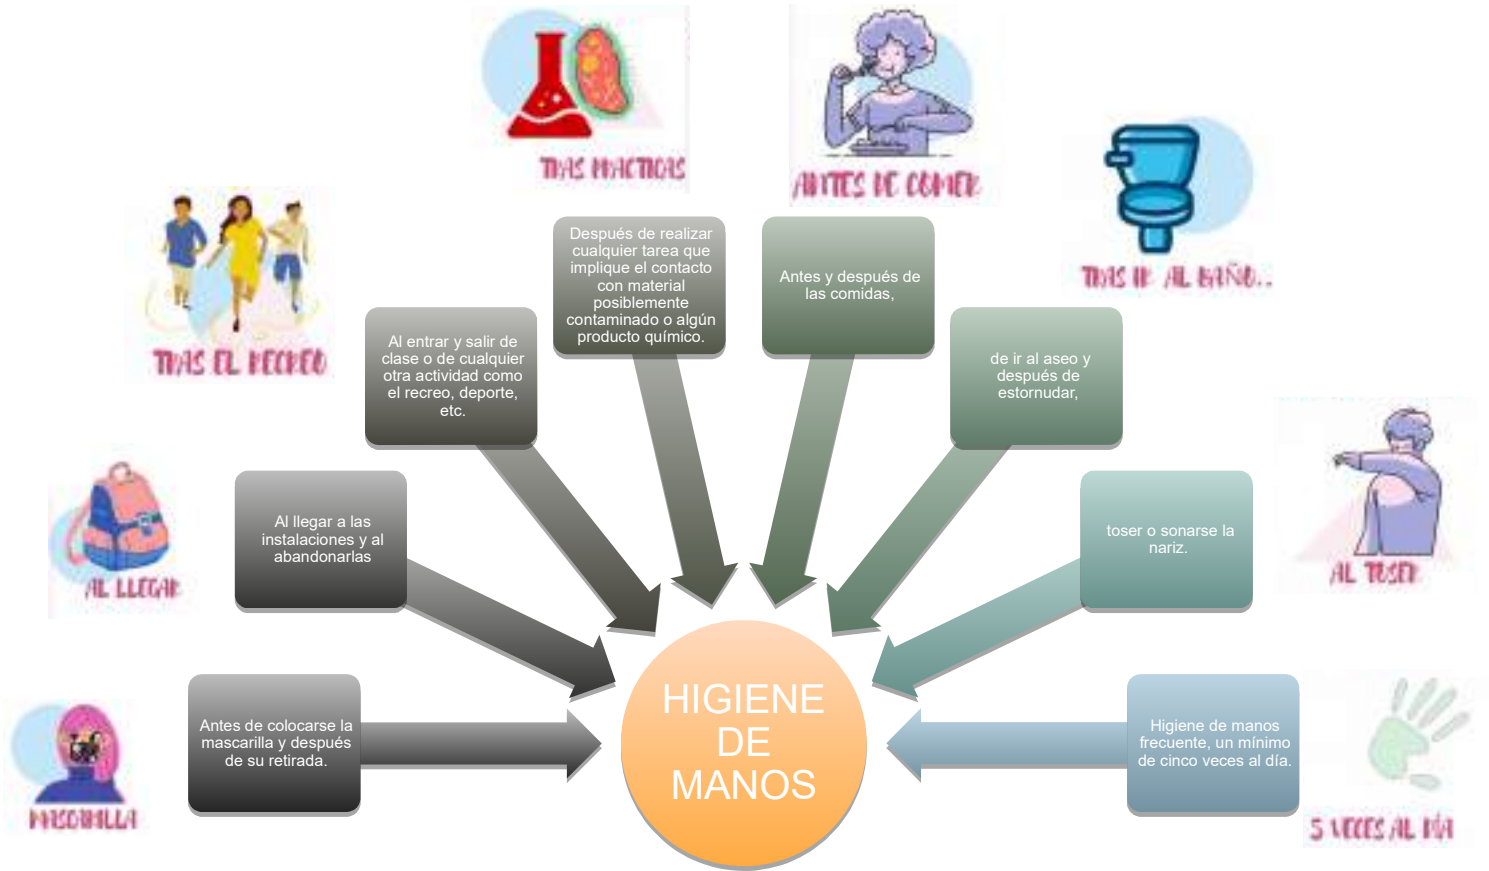 TRAS PRACTICAS
ANTES DE COMER
TRAS IR AL BAÑO..
TRAS EL RECREO
Después de realizar
cualquier tarea que
implique el contacto
con material
posiblemente
contaminado o algún
producto químico.
Antes y después de
las comidas,
Al entrar y salir de
clase o de cualquier
otra actividad como
el recreo, deporte,
etc.
de ir al aseo y
después de
estornudar,
AL LLEGAR
Al llegar a las
instalaciones y al
abandonarlas
toser o sonarse la
nariz.
AL TOSER
MASCARILLA
Antes de colocarse la
mascarilla y después
de su retirada.
HIGIENE
DE
MANOS
Higiene de manos
frecuente, un mínimo
de cinco veces al día.
5 VECES AL DÍA